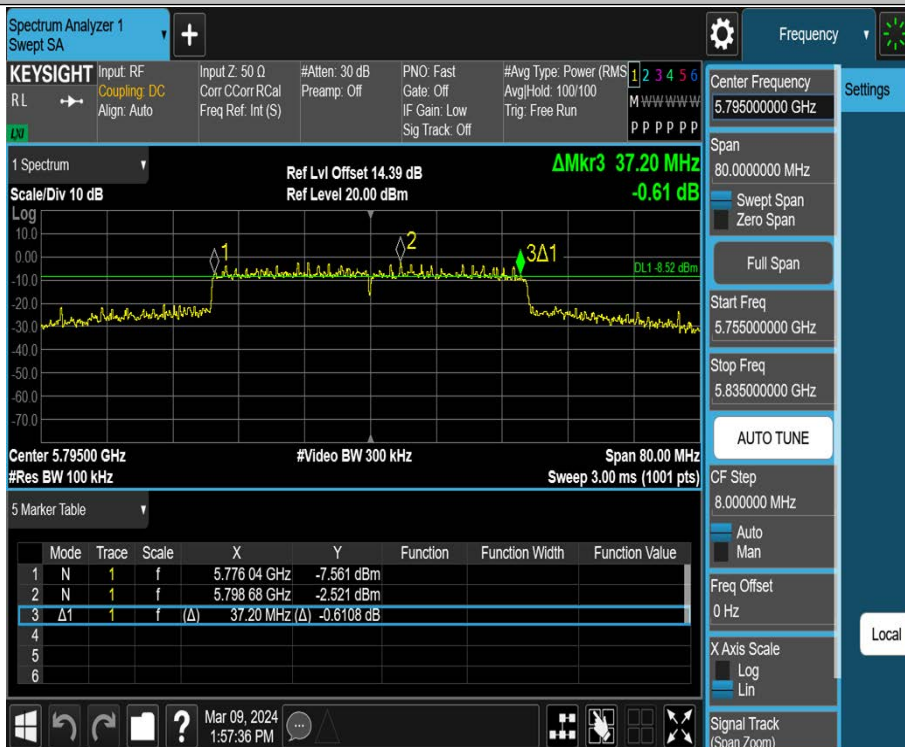 Spectrum Analyzer 1
Swept SA
+
Frequency
KEYSIGHT
RL
LXI
Input: RF
Coupling: DC
Align: Auto
Input Z: 50 Ω
Corr CCorr RCal
Freq Ref: Int (S)
#Atten: 30 dB
Preamp: Off
PNO: Fast
Gate: Off
IF Gain: Low
Sig Track: Off
#Avg Type: Power (RMS
Avg|Hold: 100/100
Trig: Free Run
1 2 3 4 5 6
M W W W W W
P P P P P P
1 Spectrum
Scale/Div 10 dB
Log
Ref Lvl Offset 14.39 dB
Ref Level 20.00 dBm
ΔMkr3 37.20 MHz
-0.61 dB
10.0
0.00
-10.0
-20.0
-30.0
-40.0
-50.0
-60.0
-70.0
1
2
3Δ1
DL1 -8.52 dBm
Center 5.79500 GHz
#Res BW 100 kHz
#Video BW 300 kHz
Span 80.00 MHz
Sweep 3.00 ms (1001 pts)
5 Marker Table
Mode Trace Scale X Y Function Function Width Function Value
1 N 1 f 5.776 04 GHz -7.561 dBm
2 N 1 f 5.798 68 GHz -2.521 dBm
3 Δ1 1 f (Δ) 37.20 MHz (Δ) -0.6108 dB
4
5
6
?
Mar 09, 2024
1:57:36 PM
Center Frequency
5.795000000 GHz
Span
80.0000000 MHz
Swept Span
Zero Span
Full Span
Start Freq
5.755000000 GHz
Stop Freq
5.835000000 GHz
AUTO TUNE
CF Step
8.000000 MHz
Auto
Man
Freq Offset
0 Hz
X Axis Scale
Log
Lin
Signal Track
(Span Zoom)
Settings
Local